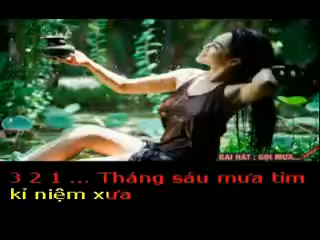 BÀI HÁT : GỌI MƯA...
3 2 1 ... Tháng sáu mưa tìm
kỉ niệm xưa